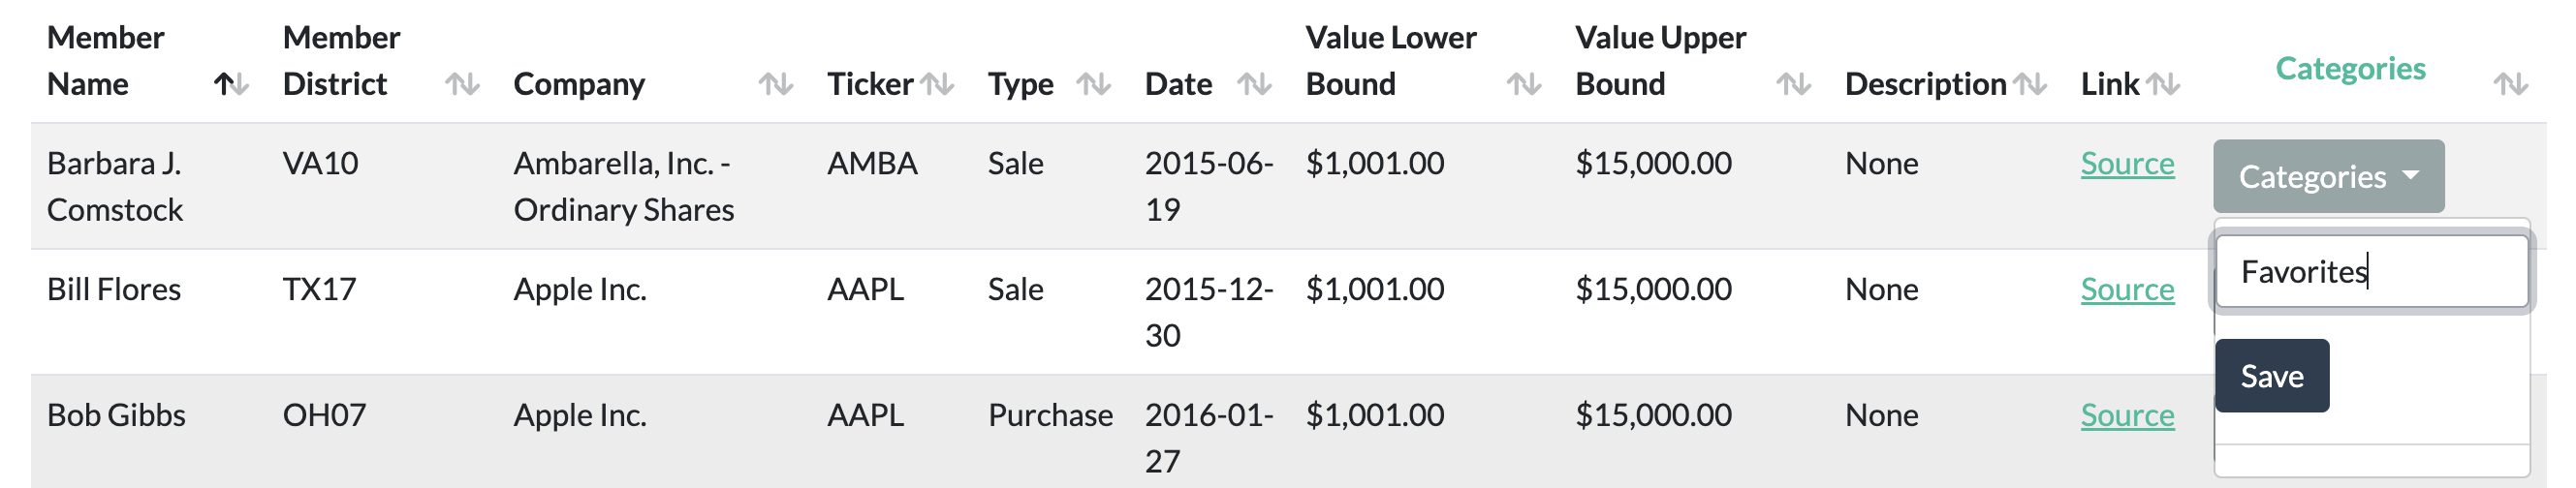 Member Name
Member District
Company
Ticker
Type
Date
Value Lower Bound
Value Upper Bound
Description
Link
Categories
Barbara J. Comstock
VA10
Ambarella, Inc. - Ordinary Shares
AMBA
Sale
2015-06-19
$1,001.00
$15,000.00
None
Source
Categories
Favorites
Save
Bill Flores
TX17
Apple Inc.
AAPL
Sale
2015-12-30
$1,001.00
$15,000.00
None
Source
Bob Gibbs
OH07
Apple Inc.
AAPL
Purchase
2016-01-27
$1,001.00
$15,000.00
None
Source